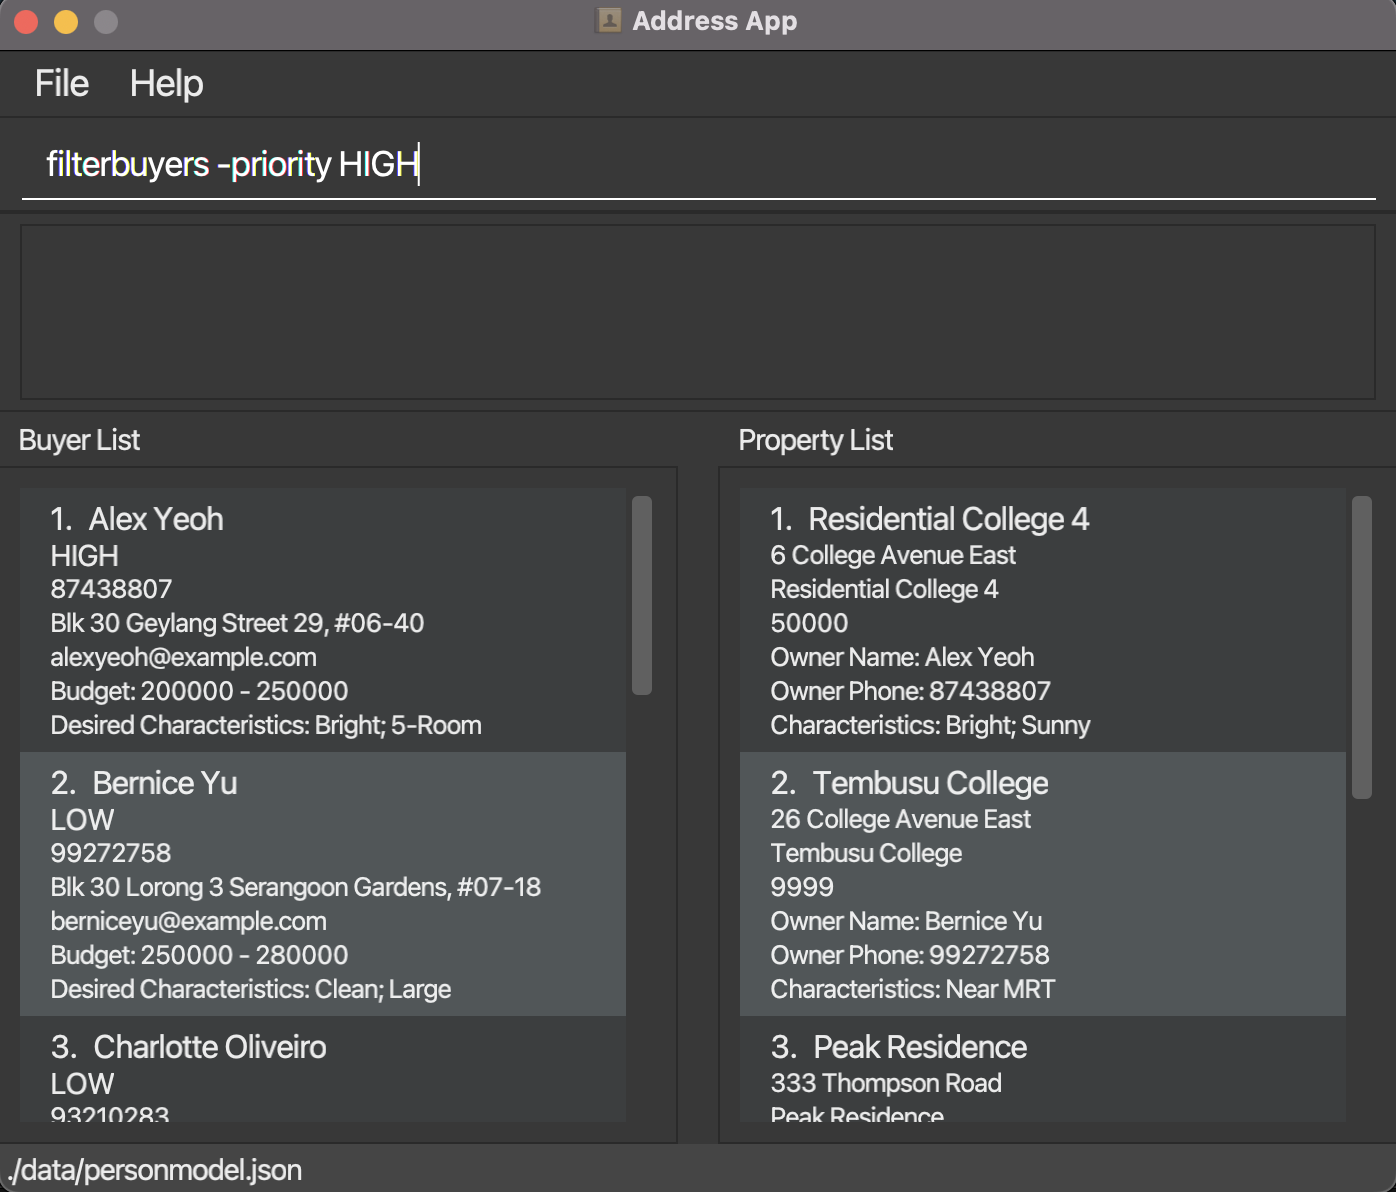 Address App
File Help
filterbuyers -priority HIGH
Buyer List
1. Alex Yeoh
HIGH
87438807
Blk 30 Geylang Street 29, #06-40
alexyeoh@example.com
Budget: 200000 - 250000
Desired Characteristics: Bright; 5-Room
2. Bernice Yu
LOW
99272758
Blk 30 Lorong 3 Serangoon Gardens, #07-18
berniceyu@example.com
Budget: 250000 - 280000
Desired Characteristics: Clean; Large
3. Charlotte Oliveiro
LOW
93210283
Property List
1. Residential College 4
6 College Avenue East
Residential College 4
50000
Owner Name: Alex Yeoh
Owner Phone: 87438807
Characteristics: Bright; Sunny
2. Tembusu College
26 College Avenue East
Tembusu College
9999
Owner Name: Bernice Yu
Owner Phone: 99272758
Characteristics: Near MRT
3. Peak Residence
333 Thompson Road
Peak Residence
./data/personmodel.json